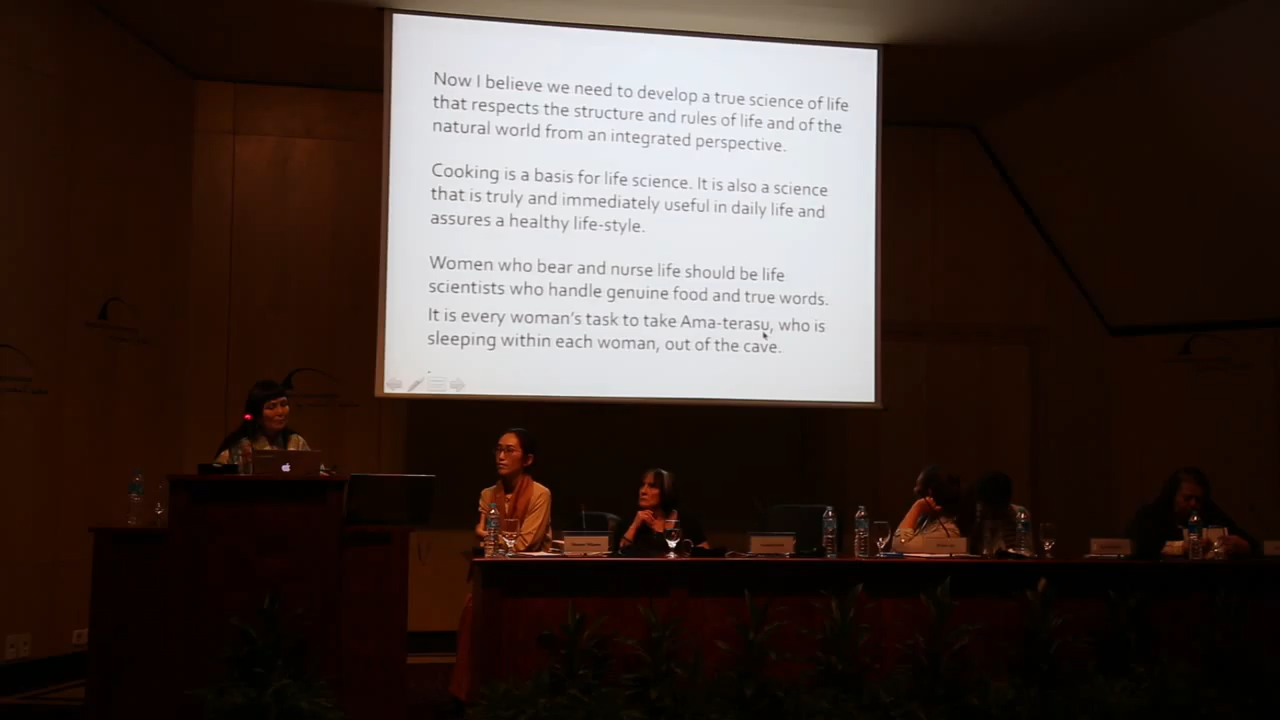 Now I believe we need to develop a true science of life
that respects the structure and rules of life and of the
natural world from an integrated perspective.
Cooking is a basis for life science. It is also a science
that is truly and immediately useful in daily life and
assures a healthy life-style.
Women who bear and nurse life should be life
scientists who handle genuine food and true words.
It is every woman's task to take Ama-terasu, who is
sleeping within each woman, out of the cave.